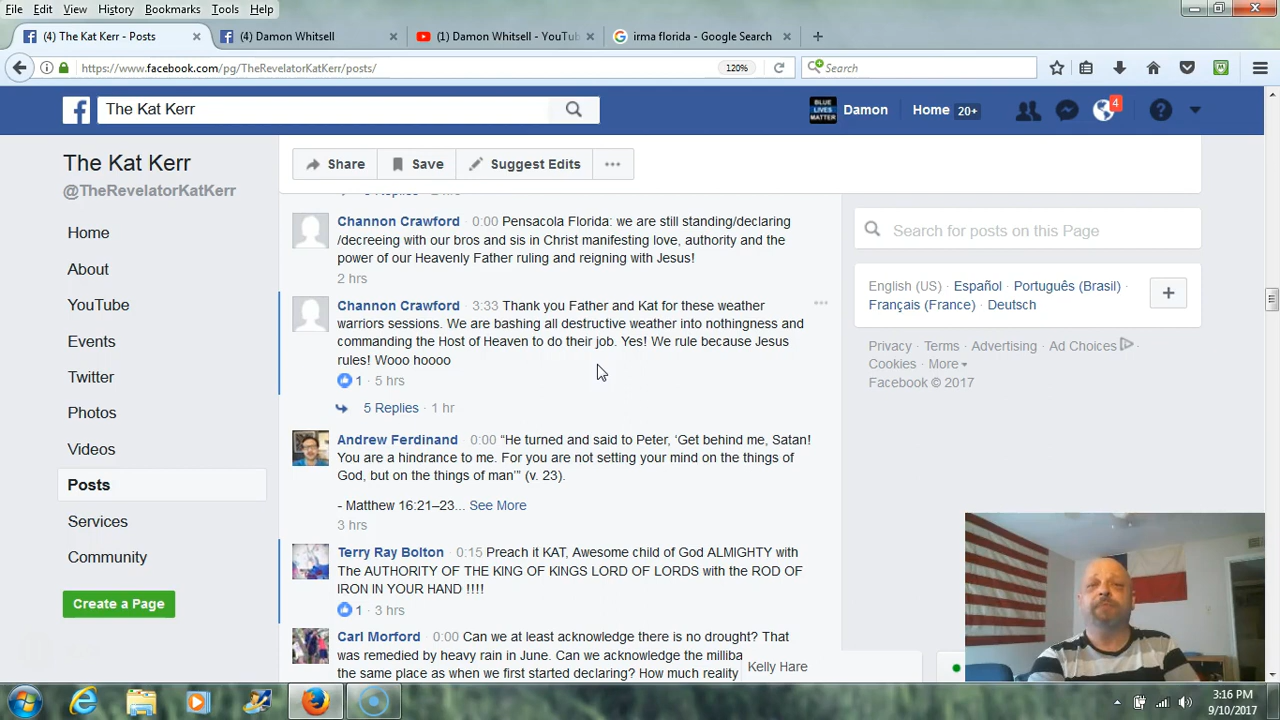 File Edit View History Bookmarks Tools Help
(4) The Kat Kerr - Posts
(4) Damon Whitsell
(1) Damon Whitsell - YouTub
irma florida - Google Search
https://www.facebook.com/pg/TheRevelatorKatKerr/posts/
120%
Search
The Kat Kerr
BLUE
LIVES
MATTER
Damon
Home 20+
4
The Kat Kerr
@TheRevelatorKatKerr
Home
About
YouTube
Events
Twitter
Photos
Videos
Posts
Services
Community
Create a Page
Share
Save
Suggest Edits
Channon Crawford · 0:00 Pensacola Florida: we are still standing/declaring
/decreeing with our bros and sis in Christ manifesting love, authority and the
power of our Heavenly Father ruling and reigning with Jesus!
2 hrs
Channon Crawford · 3:33 Thank you Father and Kat for these weather
warriors sessions. We are bashing all destructive weather into nothingness and
commanding the Host of Heaven to do their job. Yes! We rule because Jesus
rules! Wooo hoooo
1 · 5 hrs
5 Replies · 1 hr
Andrew Ferdinand · 0:00 “He turned and said to Peter, ‘Get behind me, Satan!
You are a hindrance to me. For you are not setting your mind on the things of
God, but on the things of man’” (v. 23).
- Matthew 16:21–23... See More
3 hrs
Terry Ray Bolton · 0:15 Preach it KAT, Awesome child of God ALMIGHTY with
The AUTHORITY OF THE KING OF KINGS LORD OF LORDS with the ROD OF
IRON IN YOUR HAND !!!!
1 · 3 hrs
Carl Morford · 0:00 Can we at least acknowledge there is no drought? That
was remedied by heavy rain in June. Can we acknowledge the milliba
the same place as when we first started declaring? How much reality
Kelly Hare
Search for posts on this Page
English (US) · Español · Português (Brasil) ·
Français (France) · Deutsch
Privacy · Terms · Advertising · Ad Choices ·
Cookies · More
Facebook © 2017
3:16 PM
9/10/2017